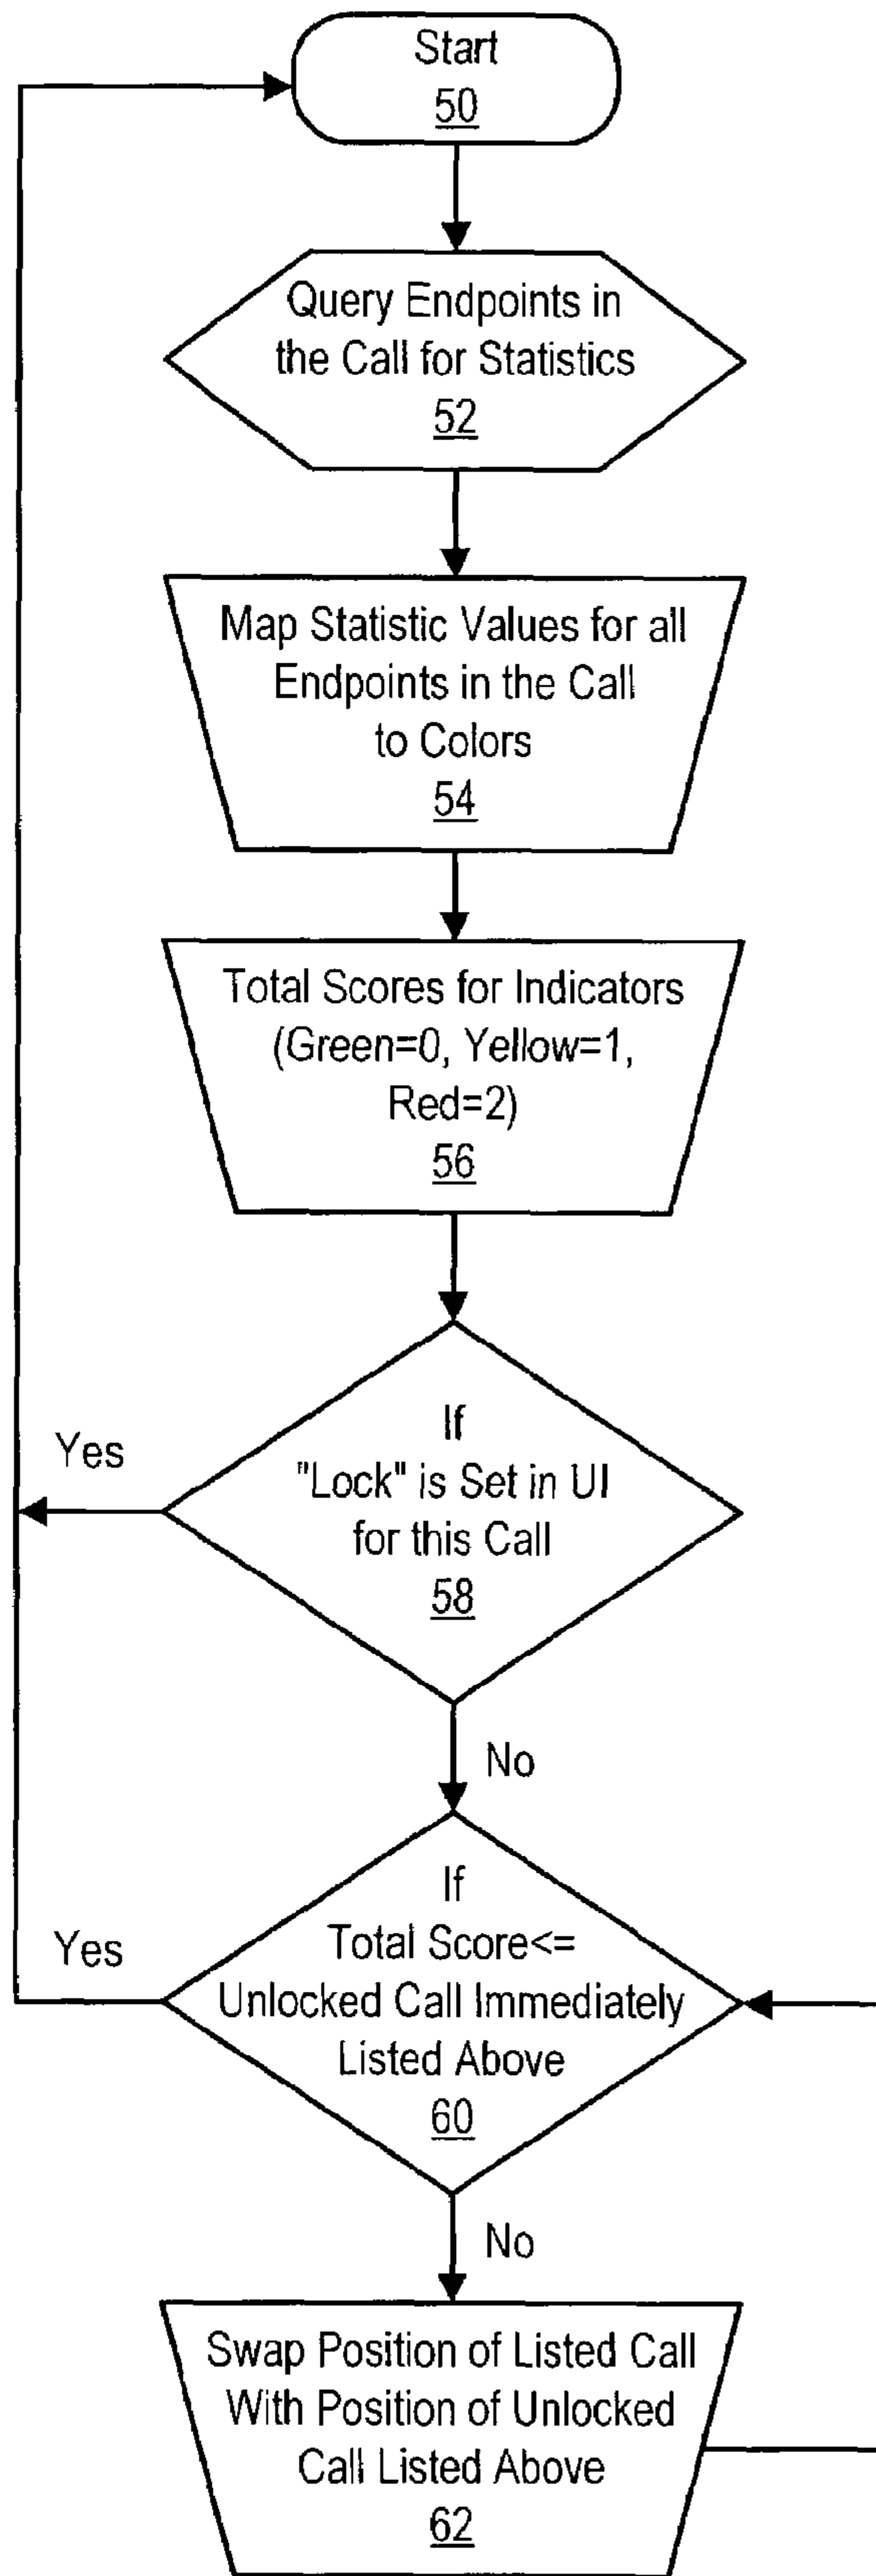 Start
50
Query Endpoints in
the Call for Statistics
52
Map Statistic Values for all
Endpoints in the Call
to Colors
54
Total Scores for Indicators
(Green=0, Yellow=1,
Red=2)
56
If
"Lock" is Set in UI
for this Call
58
Yes
No
If
Total Score<=
Unlocked Call Immediately
Listed Above
60
Yes
No
Swap Position of Listed Call
With Position of Unlocked
Call Listed Above
62